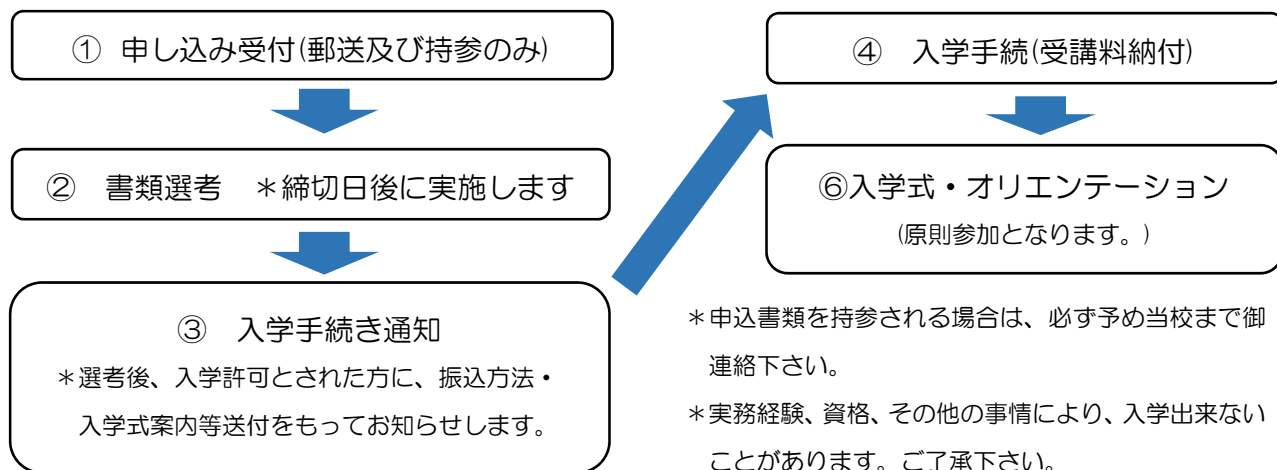 ① 申し込み受付(郵送及び持参のみ)
② 書類選考 ＊締切日後に実施します
③ 入学手続き通知
＊選考後、入学許可とされた方に、振込方法・
入学式案内等送付をもってお知らせします。
④ 入学手続(受講料納付)
⑥入学式・オリエンテーション
(原則参加となります。)
＊申込書類を持参される場合は、必ず予め当校まで御
連絡下さい。
＊実務経験、資格、その他の事情により、入学出来ない
ことがあります。ご了承下さい。